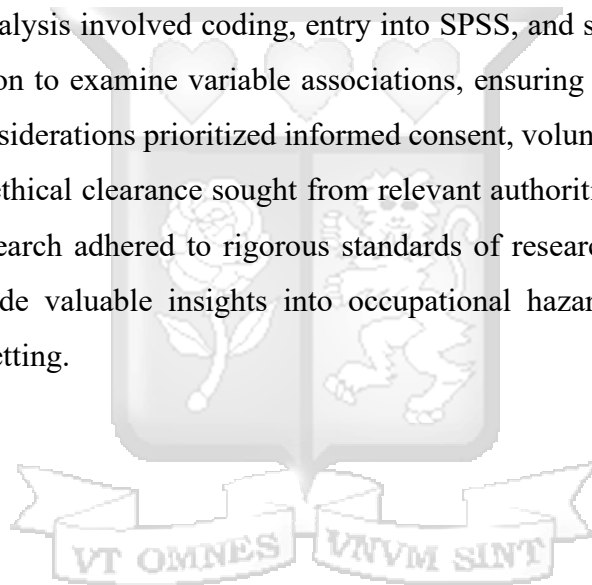 alysis involved coding, entry into SPSS, and s
on to examine variable associations, ensuring
siderations prioritized informed consent, volun
ethical clearance sought from relevant authoriti
earch adhered to rigorous standards of resear
de valuable insights into occupational hazar
etting.
VT OMNES VNVM SINT